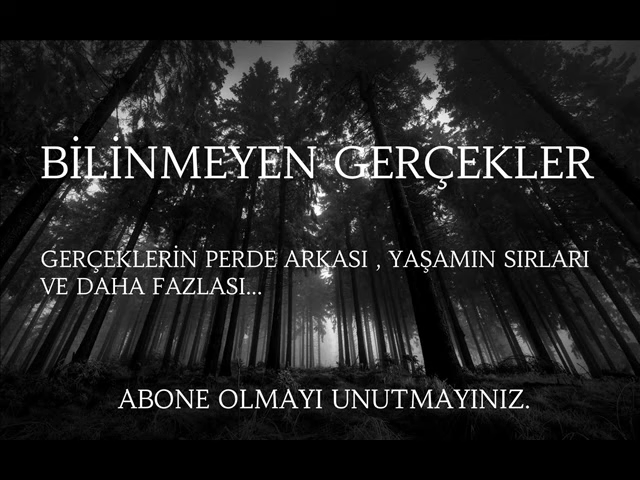 BİLİNMEYEN GERÇEKLER
GERÇEKLERİN PERDE ARKASI , YAŞAMIN SIRLARI
VE DAHA FAZLASI...
ABONE OLMAYI UNUTMAYINIZ.